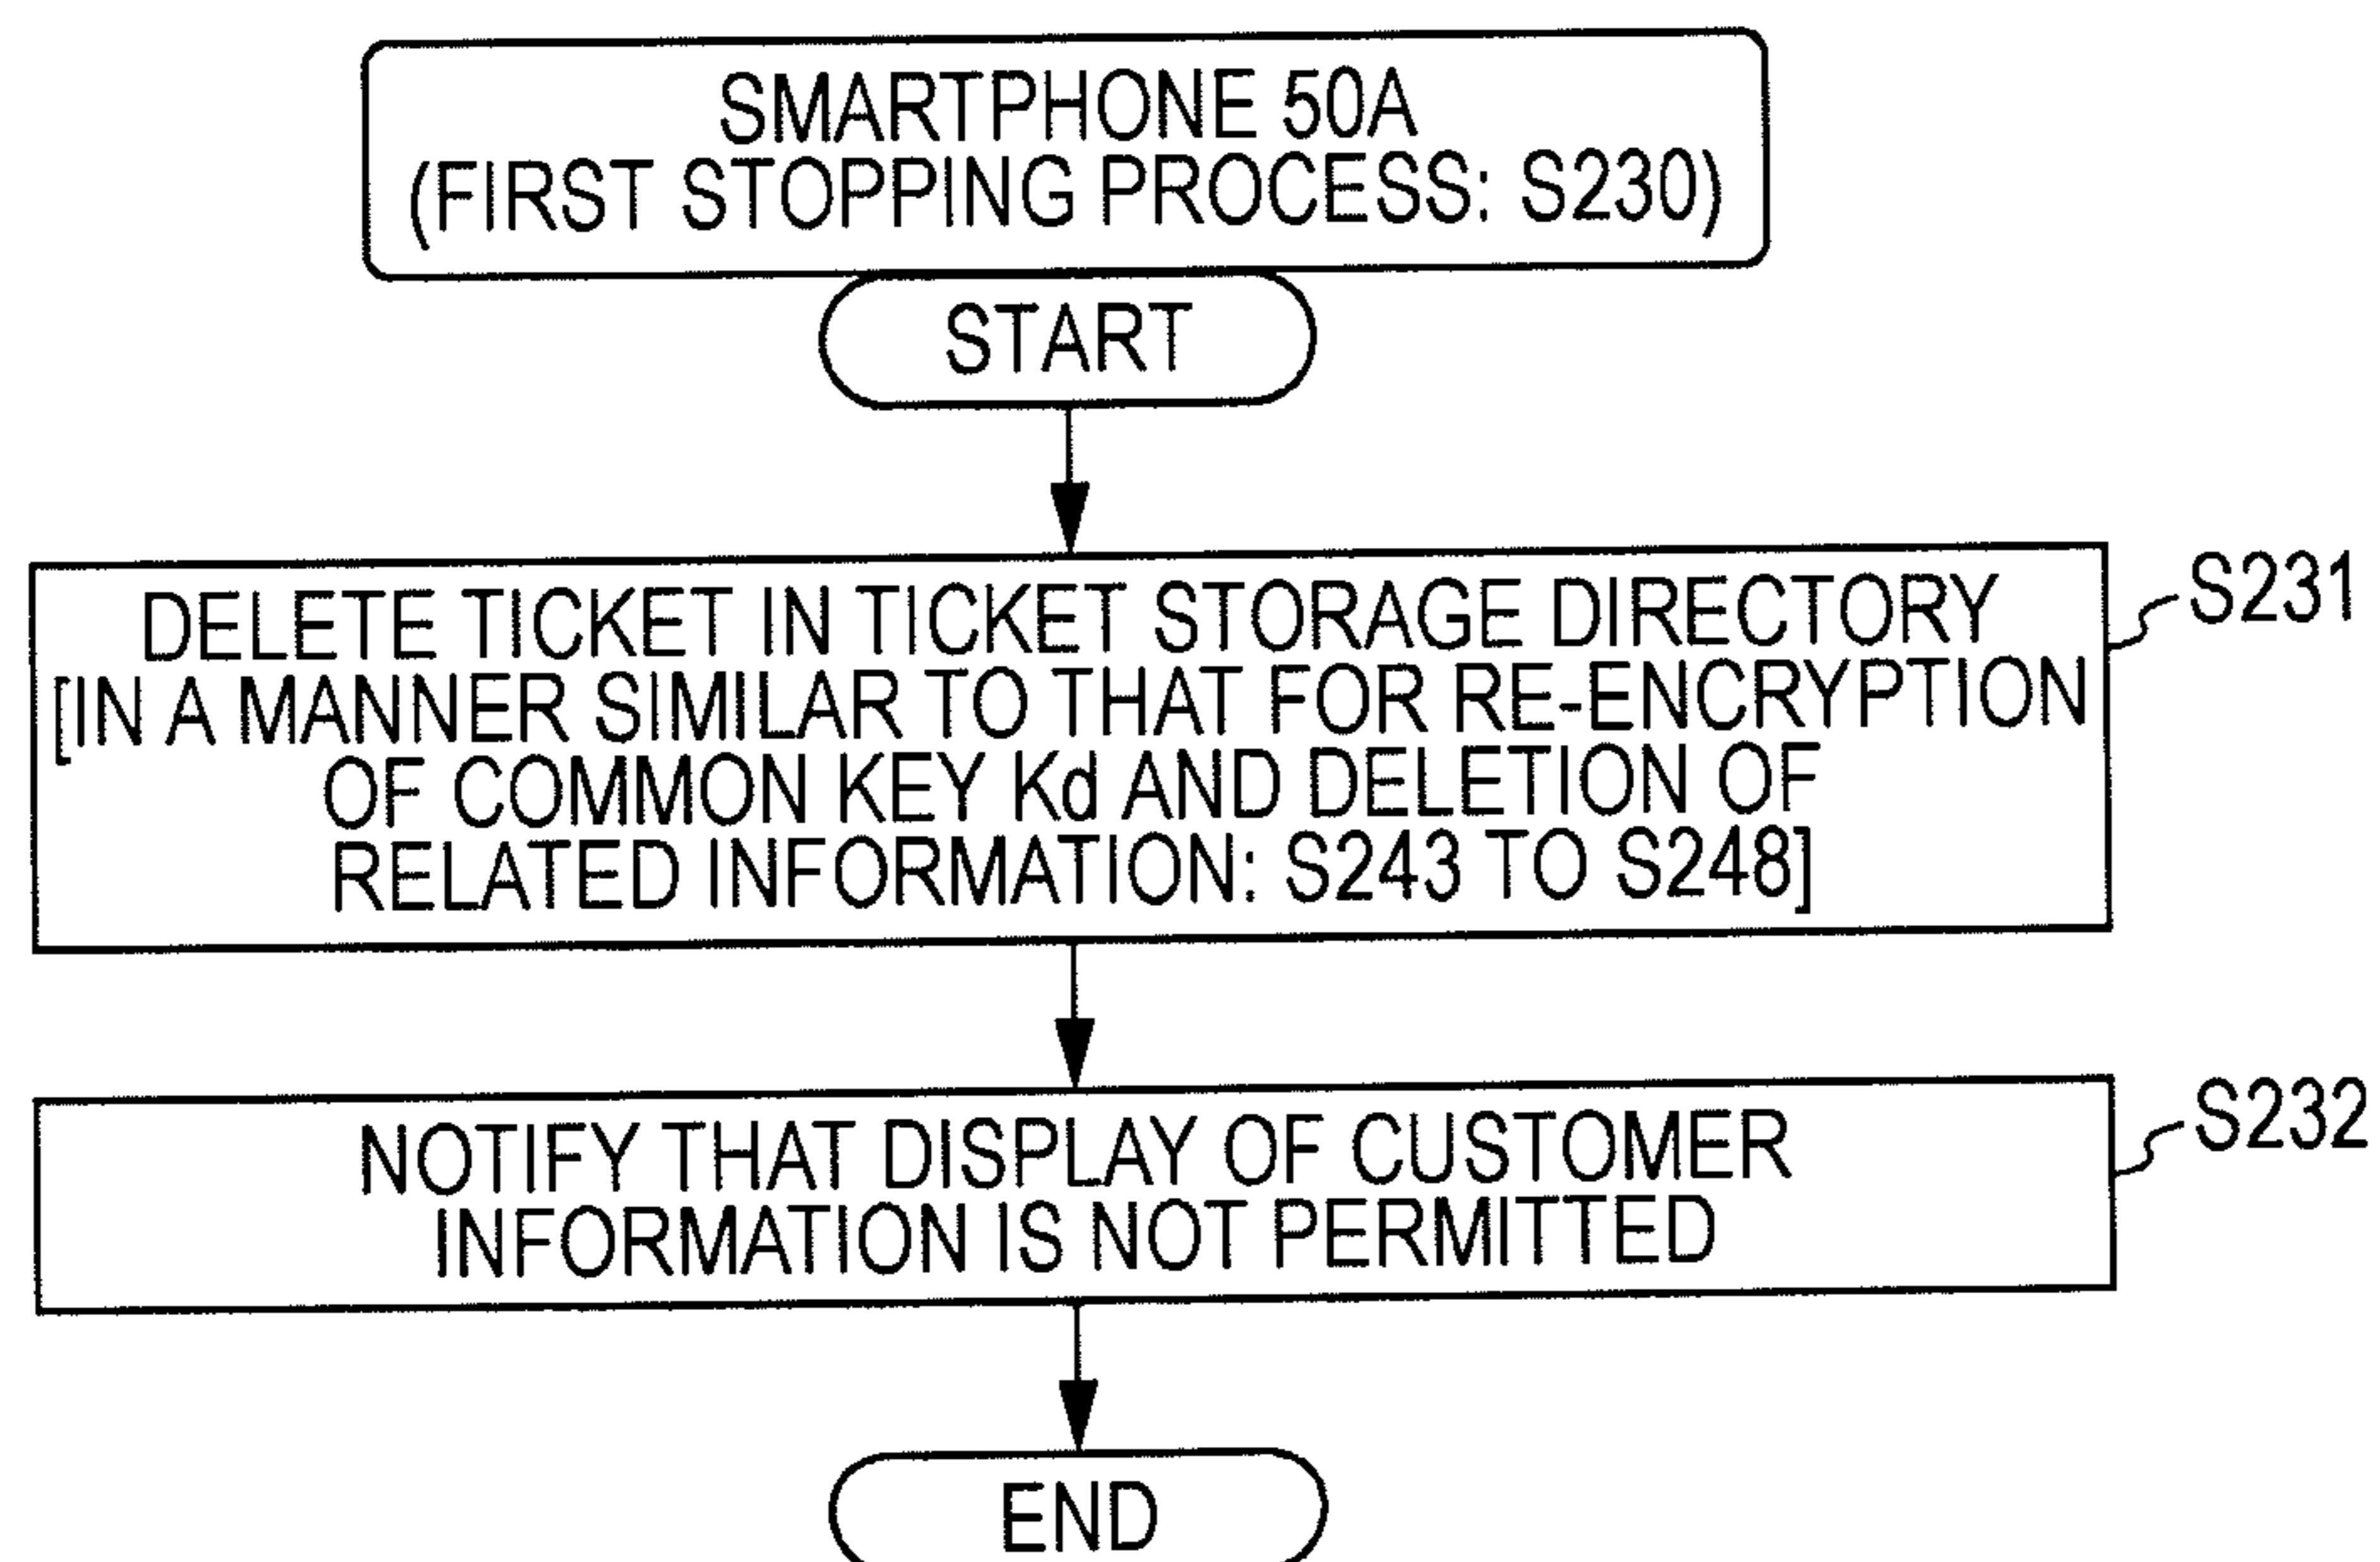 SMARTPHONE 50A
(FIRST STOPPING PROCESS: S230)
START
DELETE TICKET IN TICKET STORAGE DIRECTORY
[IN A MANNER SIMILAR TO THAT FOR RE-ENCRYPTION
OF COMMON KEY Kd AND DELETION OF
RELATED INFORMATION: S243 TO S248]
S231
NOTIFY THAT DISPLAY OF CUSTOMER
INFORMATION IS NOT PERMITTED
S232
END